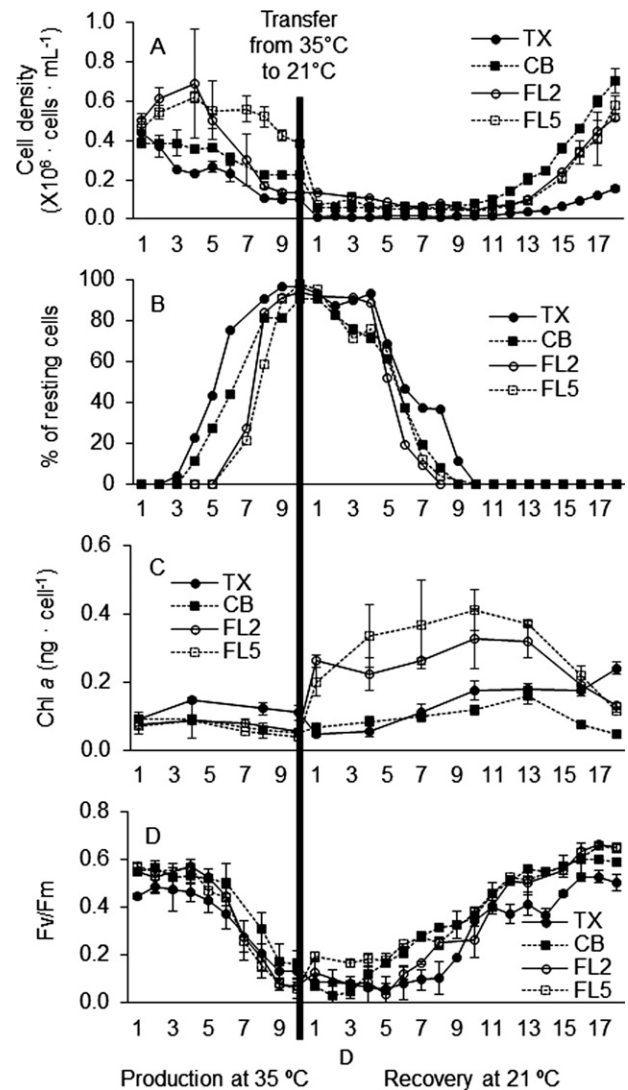 Transfer
from 35°C
to 21°C
A
Cell density
(X10⁶ · cells · mL⁻¹)
1.0
0.8
0.6
0.4
0.2
0.0
TX
CB
FL2
FL5
1 3 5 7 9 1 3 5 7 9 11 13 15 17
B
% of resting cells
100
80
60
40
20
0
TX
CB
FL2
FL5
1 3 5 7 9 1 3 5 7 9 11 13 15 17
C
Chl a (ng · cell⁻¹)
0.6
0.4
0.2
0.0
TX
CB
FL2
FL5
1 3 5 7 9 1 3 5 7 9 11 13 15 17
D
Fv/Fm
0.8
0.6
0.4
0.2
0.0
TX
CB
FL2
FL5
1 3 5 7 9 1 3 5 7 9 11 13 15 17
D
Production at 35 ºC Recovery at 21 ºC